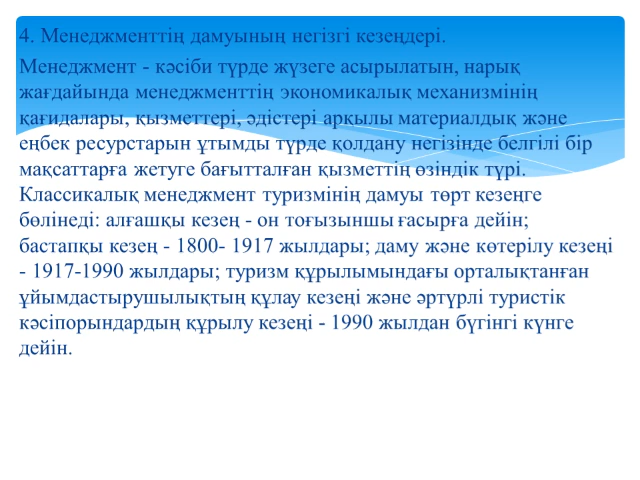 4. Менеджменттің дамуының негізгі кезеңдері.
Менеджмент - кәсіби түрде жүзеге асырылатын, нарық
жағдайында менеджменттің экономикалық механизмінің
қағидалары, қызметтері, әдістері арқылы материалдық және
еңбек ресурстарын ұтымды түрде қолдану негізінде белгілі бір
мақсаттарға жетуге бағытталған қызметтің өзіндік түрі.
Классикалық менеджмент туризмінің дамуы төрт кезеңге
бөлінеді: алғашқы кезең - он тоғызыншы ғасырға дейін;
бастапқы кезең - 1800- 1917 жылдары; даму және көтерілу кезеңі
- 1917-1990 жылдары; туризм құрылымындағы орталықтанған
ұйымдастырушылықтың құлау кезеңі және әртүрлі туристік
кәсіпорындардың құрылу кезеңі - 1990 жылдан бүгінгі күнге
дейін.